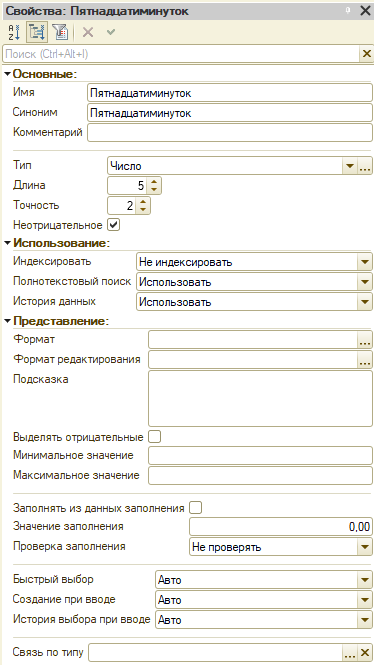 Свойства: Пятнадцатиминуток
Поиск (Ctrl+Alt+I)
Основные:
Имя Пятнадцатиминуток
Синоним Пятнадцатиминуток
Комментарий
Тип Число
Длина 5
Точность 2
Неотрицательное
Использование:
Индексировать Не индексировать
Полнотекстовый поиск Использовать
История данных Использовать
Представление:
Формат
Формат редактирования
Подсказка
Выделять отрицательные
Минимальное значение
Максимальное значение
Заполнять из данных заполнения
Значение заполнения 0,00
Проверка заполнения Не проверять
Быстрый выбор Авто
Создание при вводе Авто
История выбора при вводе Авто
Связь по типу